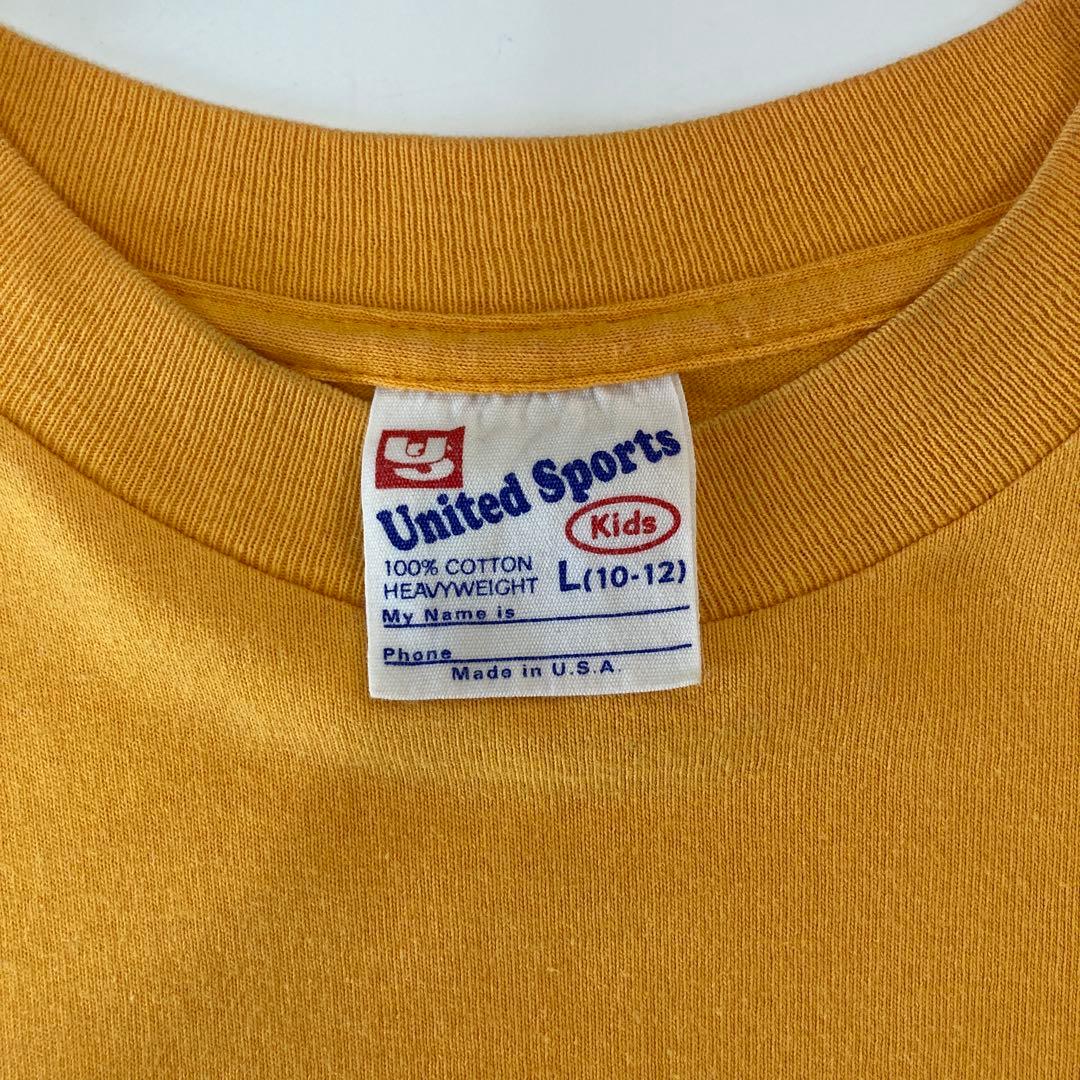 United Sports
Kids
100% COTTON
HEAVYWEIGHT L(10-12)
My Name is
Phone
Made in U.S.A.